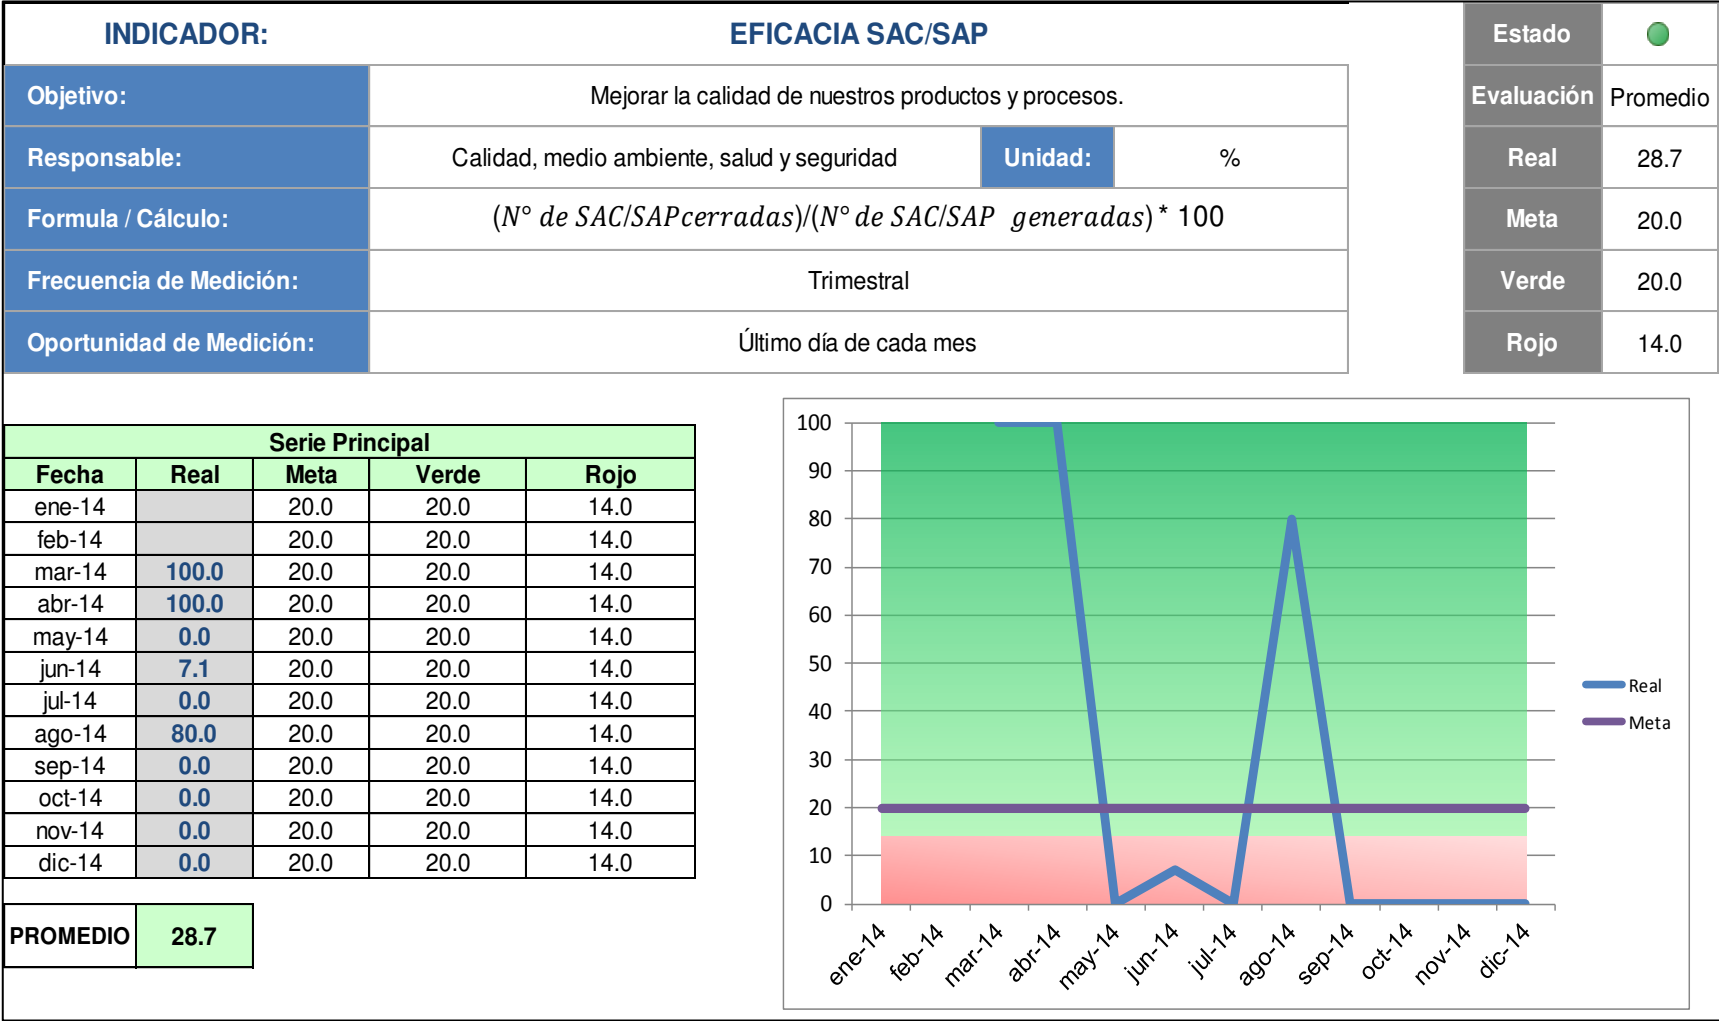 INDICADOR: EFICACIA SAC/SAP
Objetivo: Mejorar la calidad de nuestros productos y procesos.
Responsable: Calidad, medio ambiente, salud y seguridad Unidad: %
Formula / Cálculo: (N° de SAC/SAPcerradas)/(N° de SAC/SAP generadas) * 100
Frecuencia de Medición: Trimestral
Oportunidad de Medición: Último día de cada mes
Estado
Evaluación Promedio
Real 28.7
Meta 20.0
Verde 20.0
Rojo 14.0
Serie Principal
Fecha Real Meta Verde Rojo
ene-14 20.0 20.0 14.0
feb-14 20.0 20.0 14.0
mar-14 100.0 20.0 20.0 14.0
abr-14 100.0 20.0 20.0 14.0
may-14 0.0 20.0 20.0 14.0
jun-14 7.1 20.0 20.0 14.0
jul-14 0.0 20.0 20.0 14.0
ago-14 80.0 20.0 20.0 14.0
sep-14 0.0 20.0 20.0 14.0
oct-14 0.0 20.0 20.0 14.0
nov-14 0.0 20.0 20.0 14.0
dic-14 0.0 20.0 20.0 14.0
PROMEDIO 28.7
100
90
80
70
60
50
40
30
20
10
0
ene-14 feb-14 mar-14 abr-14 may-14 jun-14 jul-14 ago-14 sep-14 oct-14 nov-14 dic-14
Real
Meta